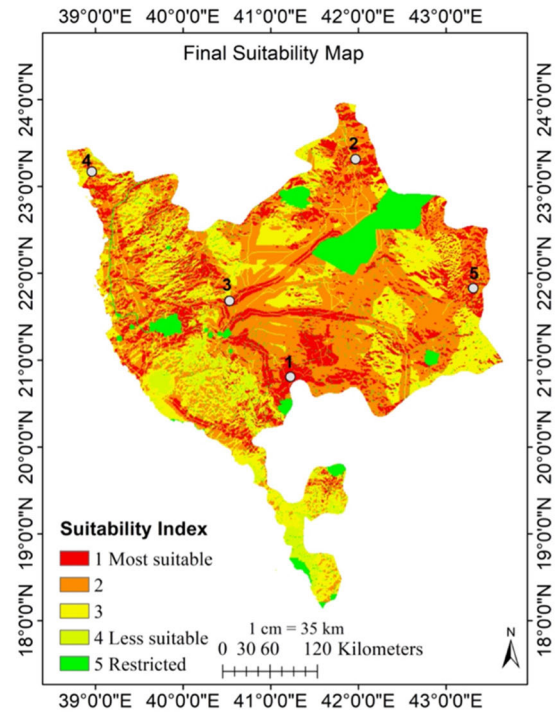 39°0'0"N 40°0'0"N 41°0'0"N 42°0'0"N 43°0'0"N
Final Suitability Map
24°0'0"N 24°0'0"N
23°0'0"N 23°0'0"N
22°0'0"N 22°0'0"N
21°0'0"N 21°0'0"N
20°0'0"N 20°0'0"N
19°0'0"N 19°0'0"N
18°0'0"N 18°0'0"N
2
4
5
3
1
Suitability Index
1 Most suitable
2
3
4 Less suitable
5 Restricted
1 cm = 35 km
0 30 60 120 Kilometers
N
39°0'0"N 40°0'0"N 41°0'0"N 42°0'0"N 43°0'0"N